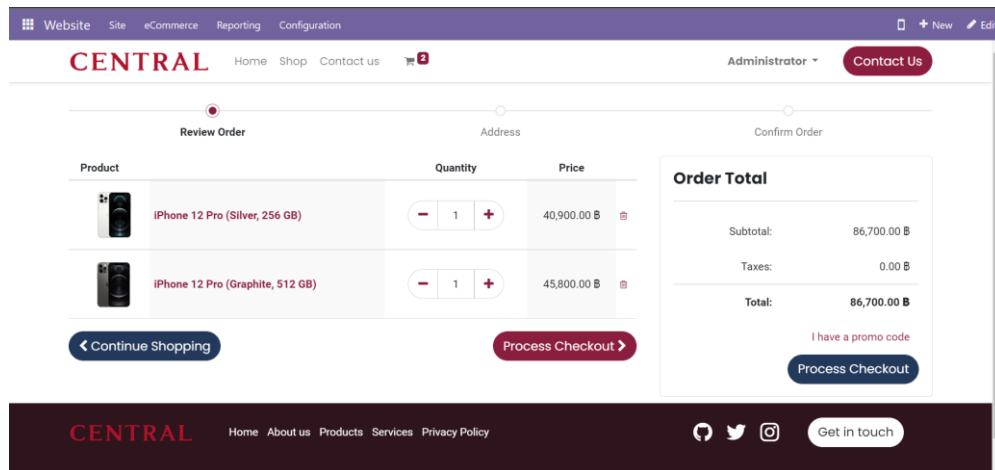 Website Site eCommerce Reporting Configuration + New Edi
CENTRAL Home Shop Contact us 2 Administrator Contact Us
Review Order Address Confirm Order
Product Quantity Price
Order Total
iPhone 12 Pro (Silver, 256 GB) 1 40,900.00 ฿
Subtotal: 86,700.00 ฿
Taxes: 0.00 ฿
iPhone 12 Pro (Graphite, 512 GB) 1 45,800.00 ฿
Total: 86,700.00 ฿
I have a promo code
Continue Shopping Process Checkout
Process Checkout
CENTRAL Home About us Products Services Privacy Policy Get in touch